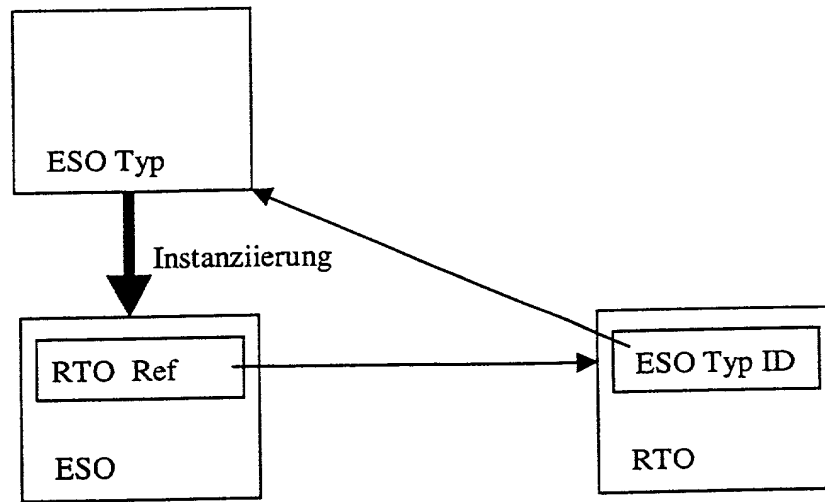 ESO Typ
Instanziierung
RTO Ref
ESO Typ ID
ESO
RTO